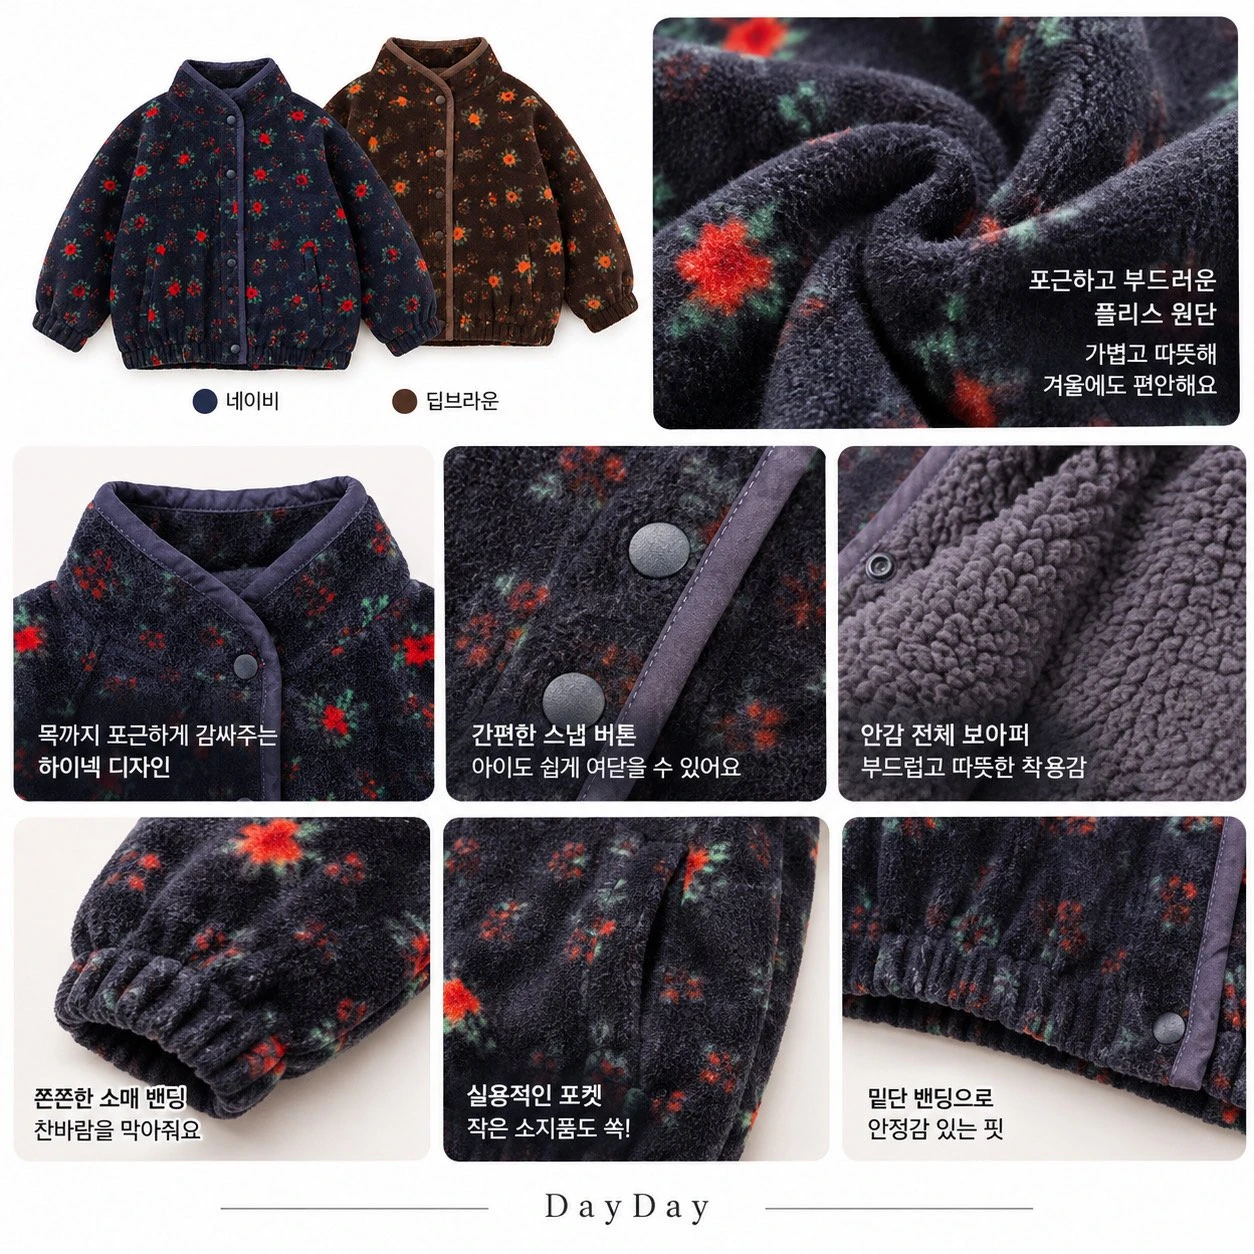 네이비
딥브라운
포근하고 부드러운
플리스 원단
가볍고 따뜻해
겨울에도 편안해요
목까지 포근하게 감싸주는
하이넥 디자인
간편한 스냅 버튼
아이도 쉽게 여닫을 수 있어요
안감 전체 보아퍼
부드럽고 따뜻한 착용감
쫀쫀한 소매 밴딩
찬바람을 막아줘요
실용적인 포켓
작은 소지품도 쏙!
밑단 밴딩으로
안정감 있는 핏
DayDay